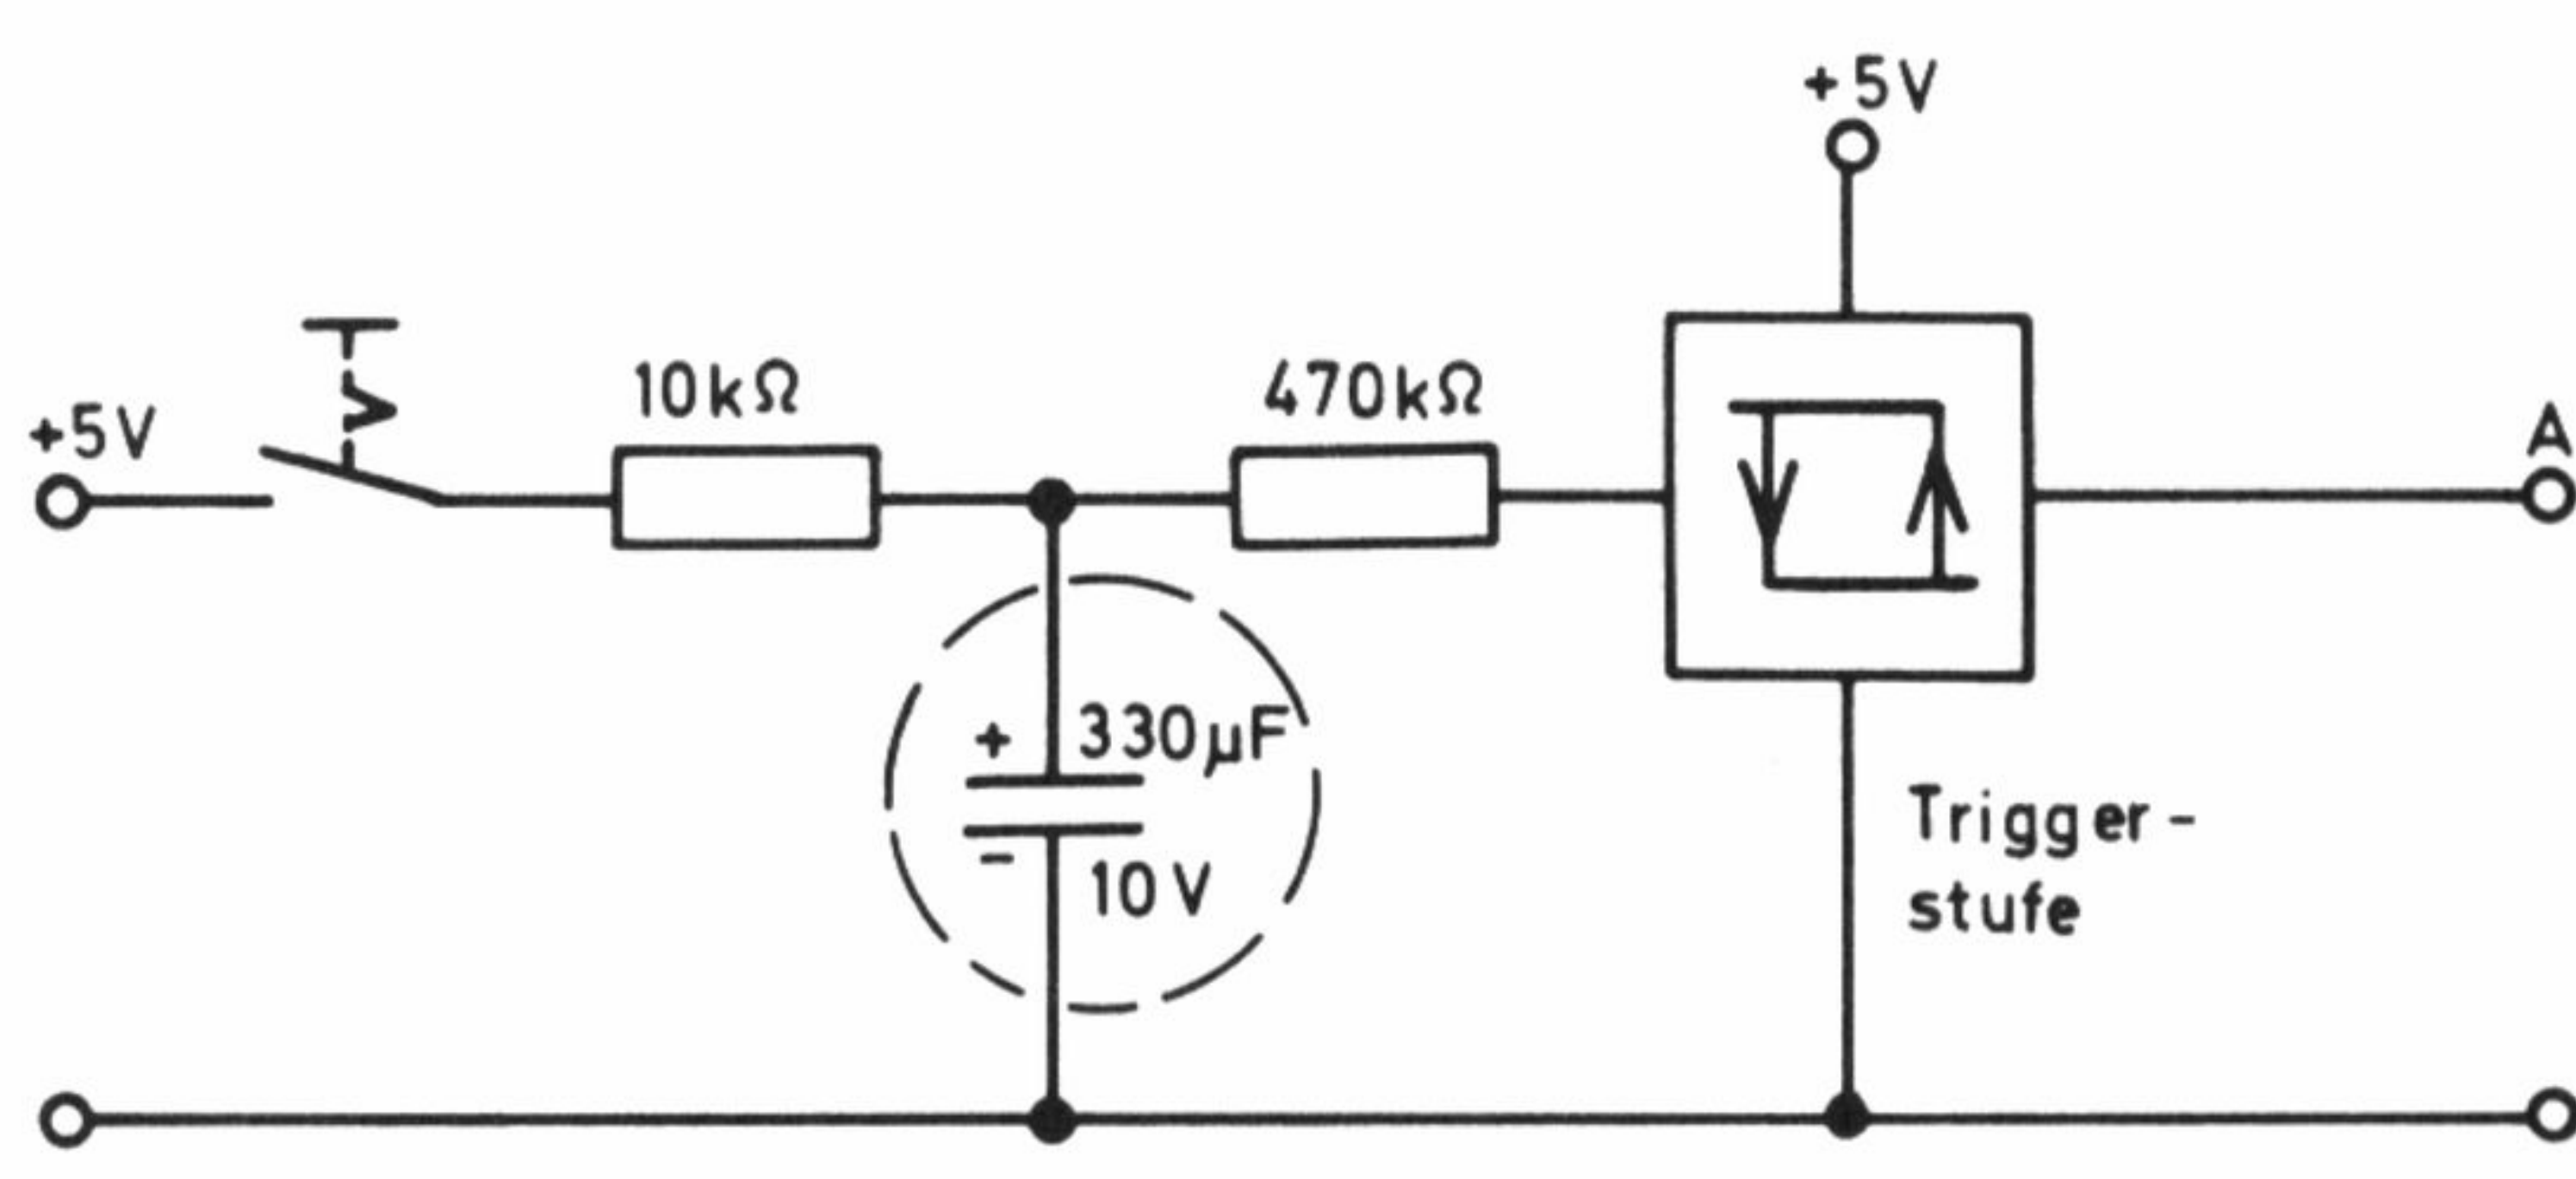 +5V
+5V
10kΩ
470kΩ
A
+
330µF
-
10V
Trigger-
stufe